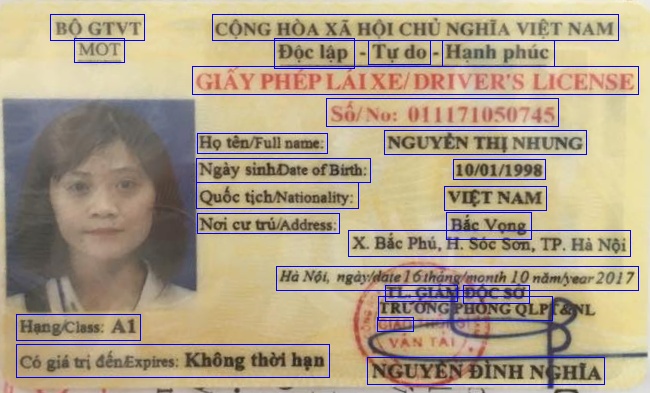 BỘ GTVT
MOT
CỘNG HÒA XÃ HỘI CHỦ NGHĨA VIỆT NAM
Độc lập - Tự do - Hạnh phúc
GIẤY PHÉP LÁI XE/ DRIVER'S LICENSE
Số/ No: 011171050745
Họ tên/Full name: NGUYỄN THỊ NHUNG
Ngày sinh/Date of Birth: 10/01/1998
Quốc tịch/Nationality: VIỆT NAM
Nơi cư trú/Address: Bắc Vọng
X. Bắc Phú, H. Sóc Sơn, TP. Hà Nội
Hà Nội, ngày/date 16 tháng/month 10 năm/year 2017
TL. GIÁM ĐỐC SỞ
TRƯỞNG PHÒNG QLPT&NL
GIAO THÔNG
VẬN TẢI
Hạng/Class: A1
Có giá trị đến/Expires: Không thời hạn
NGUYỄN ĐÌNH NGHĨA